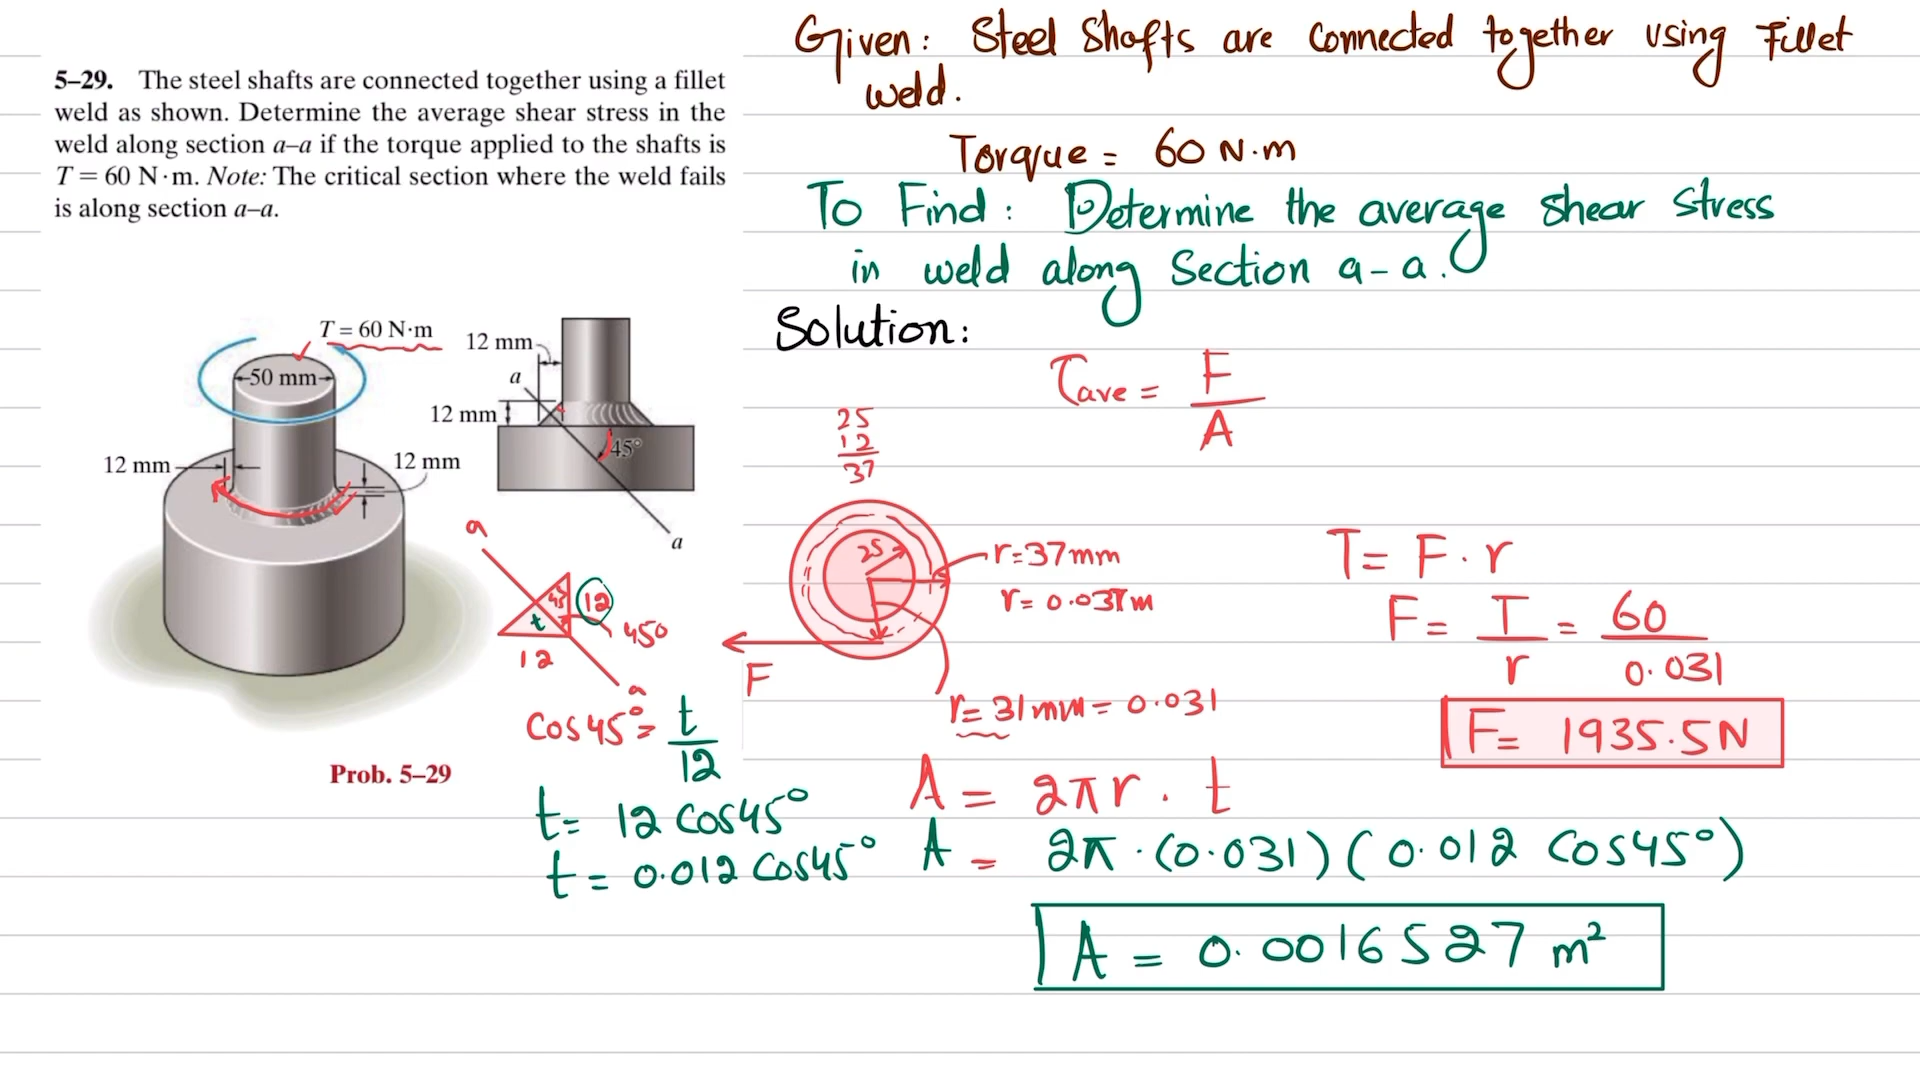 5–29. The steel shafts are connected together using a fillet
weld as shown. Determine the average shear stress in the
weld along section a–a if the torque applied to the shafts is
T = 60 N·m. Note: The critical section where the weld fails
is along section a–a.
T = 60 N·m
50 mm
12 mm
12 mm
12 mm
a
12 mm
45°
a
Prob. 5–29
Given: Steel Shafts are Connected together using Fillet
weld.
Torque = 60 N.m
To Find: Determine the average Shear Stress
in weld along Section a-a.
Solution:
τave = F/A
25
12
37
25
r=37mm
r=0.037m
F
r=31mm=0.031
T= F.r
F= T/r = 60/0.031
F= 1935.5N
a
45
12
t
45°
12
a
Cos45°= t/12
t= 12 Cos45°
t= 0.012 Cos45°
A = 2πr . t
A = 2π.(0.031)(0.012 Cos45°)
A = 0.0016527 m²